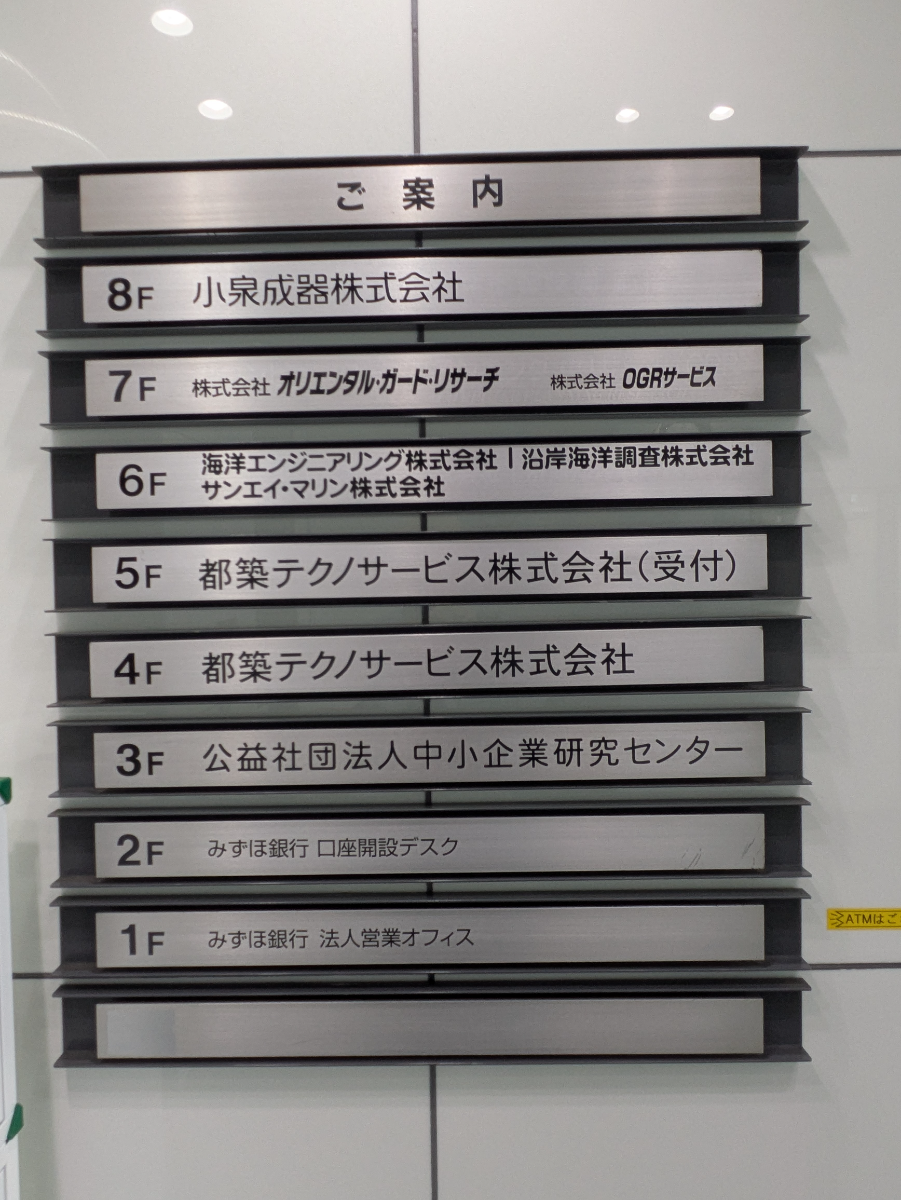 ご案内
8F 小泉成器株式会社
7F 株式会社 オリエンタル・ガード・リサーチ 株式会社 OGRサービス
6F 海洋エンジニアリング株式会社 | 沿岸海洋調査株式会社
サンエイ・マリン株式会社
5F 都築テクノサービス株式会社(受付)
4F 都築テクノサービス株式会社
3F 公益社団法人中小企業研究センター
2F みずほ銀行 口座開設デスク
1F みずほ銀行 法人営業オフィス
ATMはご